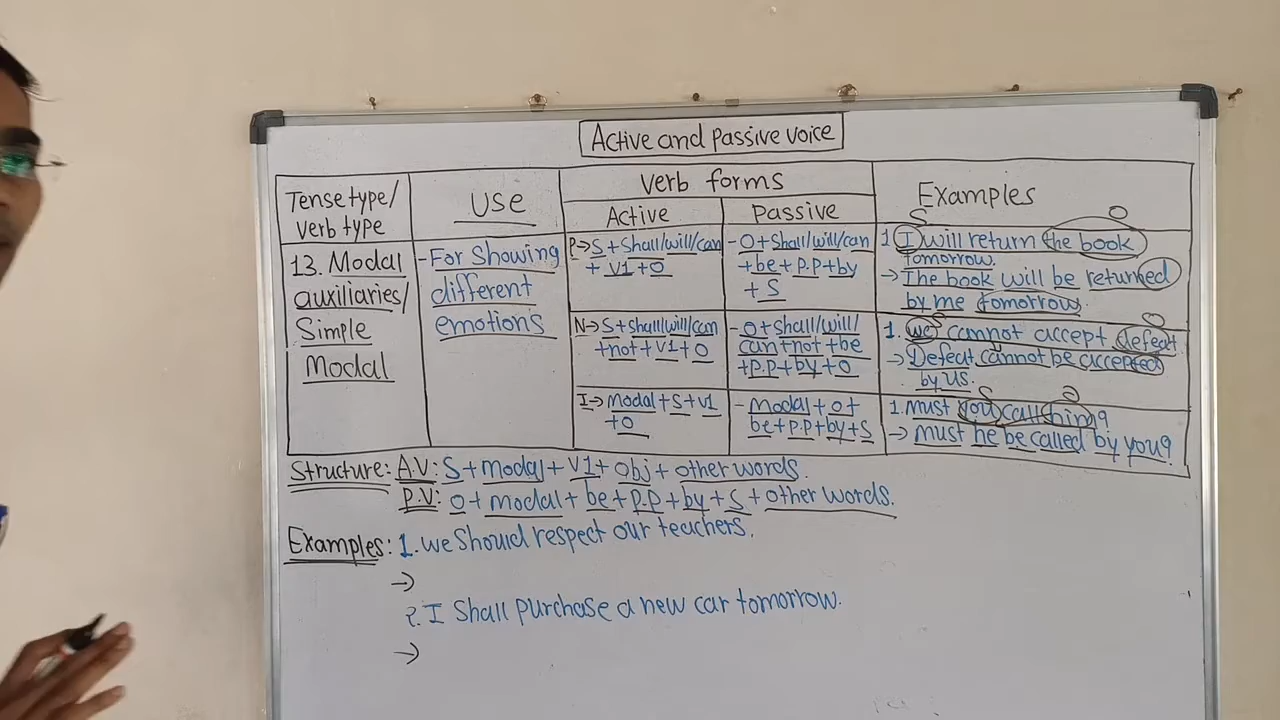 Active and passive voice
Tense type/
verb type
USE
Verb forms
Active
passive
Examples
13. Modal
auxiliaries/
Simple
Modal
-For Showing
different
emotions
P→S+Shall/will/can
+V1+O
-O+Shall/will/can
+be+P.P+by
+S
S O
1.I will return the book
tomorrow.
→The book will be returned
by me tomorrow.
N→S+Shall/will/can
+not+V1+O
-O+shall/will/
can+not+be
+P.P+by+O
S O
1. we cannot accept defeat
→Defeat cannot be accepted
by us.
I→Modal+S+V1
+O
-Modal+O+
be+P.P+by+S
S O
1.Must you call him?
→Must he be called by you?
Structure: A.V: S+modal+V1+Obj+other words.
P.V: O+modal+be+P.P+by+S+other words.
Examples: 1.we Should respect our teachers.
→
2.I Shall purchase a new car tomorrow.
→